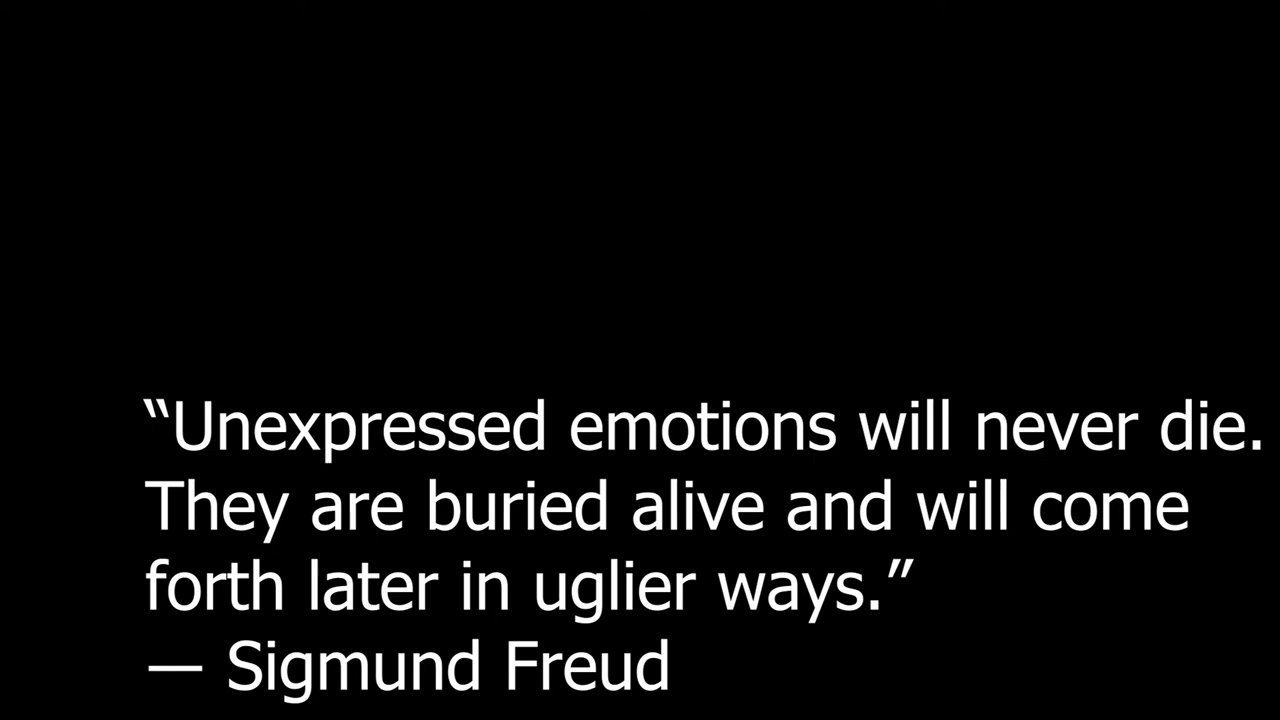 “Unexpressed emotions will never die.
They are buried alive and will come
forth later in uglier ways.”
— Sigmund Freud